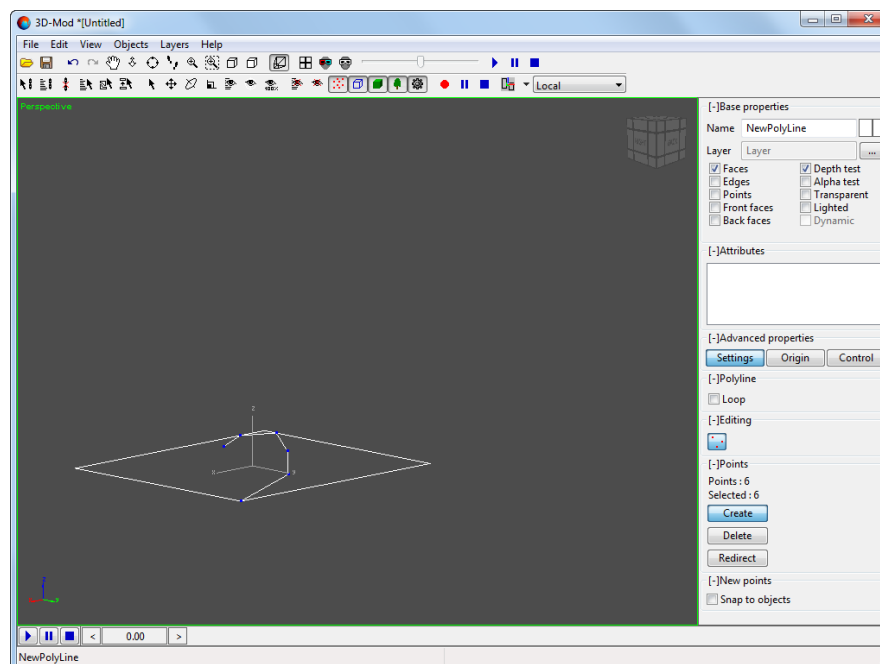 3D-Mod *[Untitled]
File Edit View Objects Layers Help
100%
Local
Perspective
Z
X
Y
[-]Base properties
Name NewPolyLine
Layer Layer ...
Faces Depth test
Edges Alpha test
Points Transparent
Front faces Lighted
Back faces Dynamic
[-]Attributes
[-]Advanced properties
Settings Origin Control
[-]Polyline
Loop
[-]Editing
[-]Points
Points : 6
Selected : 6
Create
Delete
Redirect
[-]New points
Snap to objects
< 0.00 >
NewPolyLine